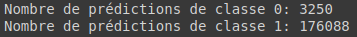 Nombre de prédictions de classe 0: 3250
Nombre de prédictions de classe 1: 176088